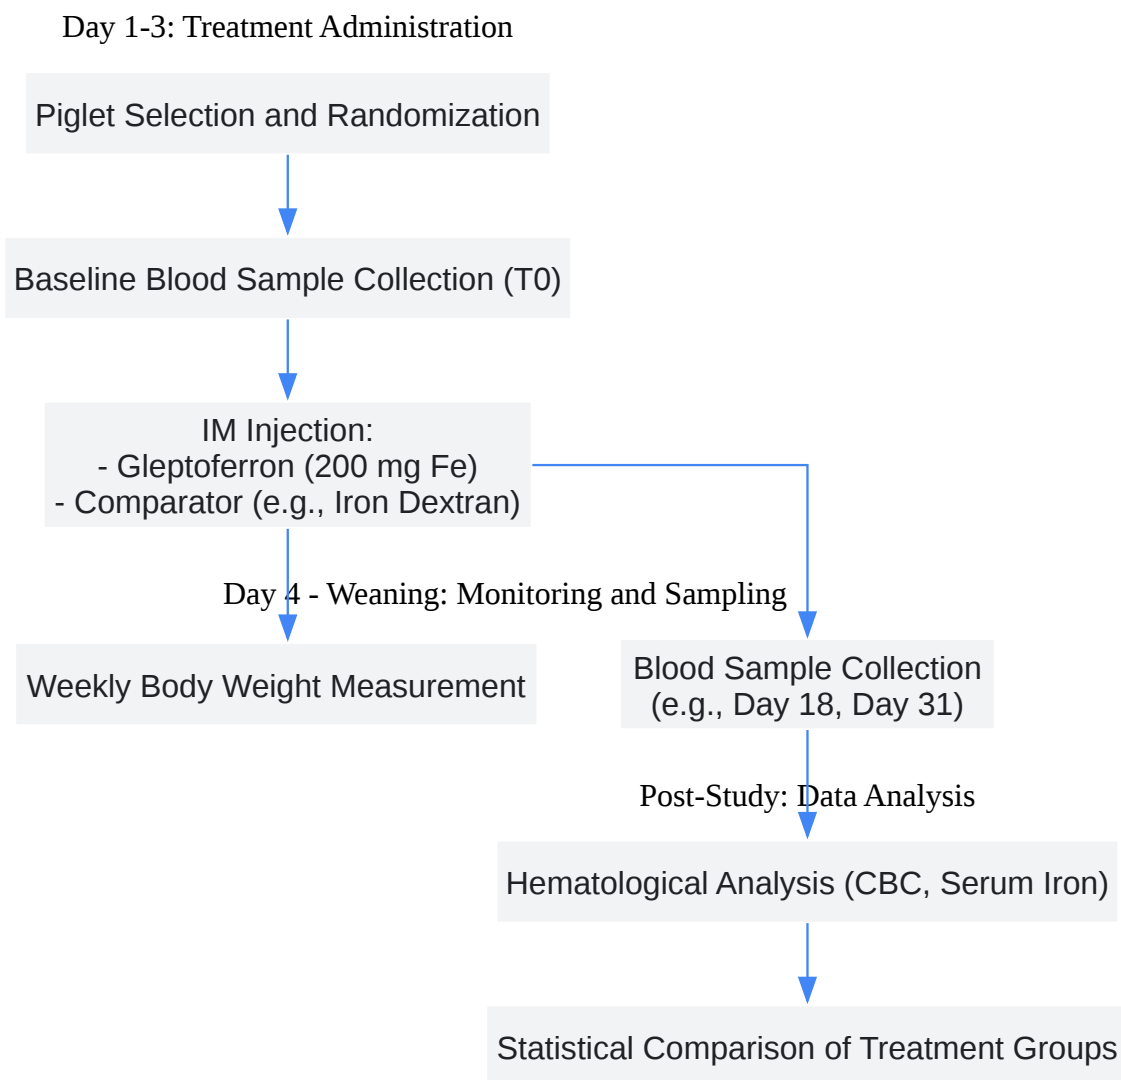 Day 1-3: Treatment Administration
Piglet Selection and Randomization
Baseline Blood Sample Collection (T0)
IM Injection:
- Gleptoferron (200 mg Fe)
- Comparator (e.g., Iron Dextran)
Day 4 - Weaning: Monitoring and Sampling
Weekly Body Weight Measurement
Blood Sample Collection
(e.g., Day 18, Day 31)
Post-Study: Data Analysis
Hematological Analysis (CBC, Serum Iron)
Statistical Comparison of Treatment Groups